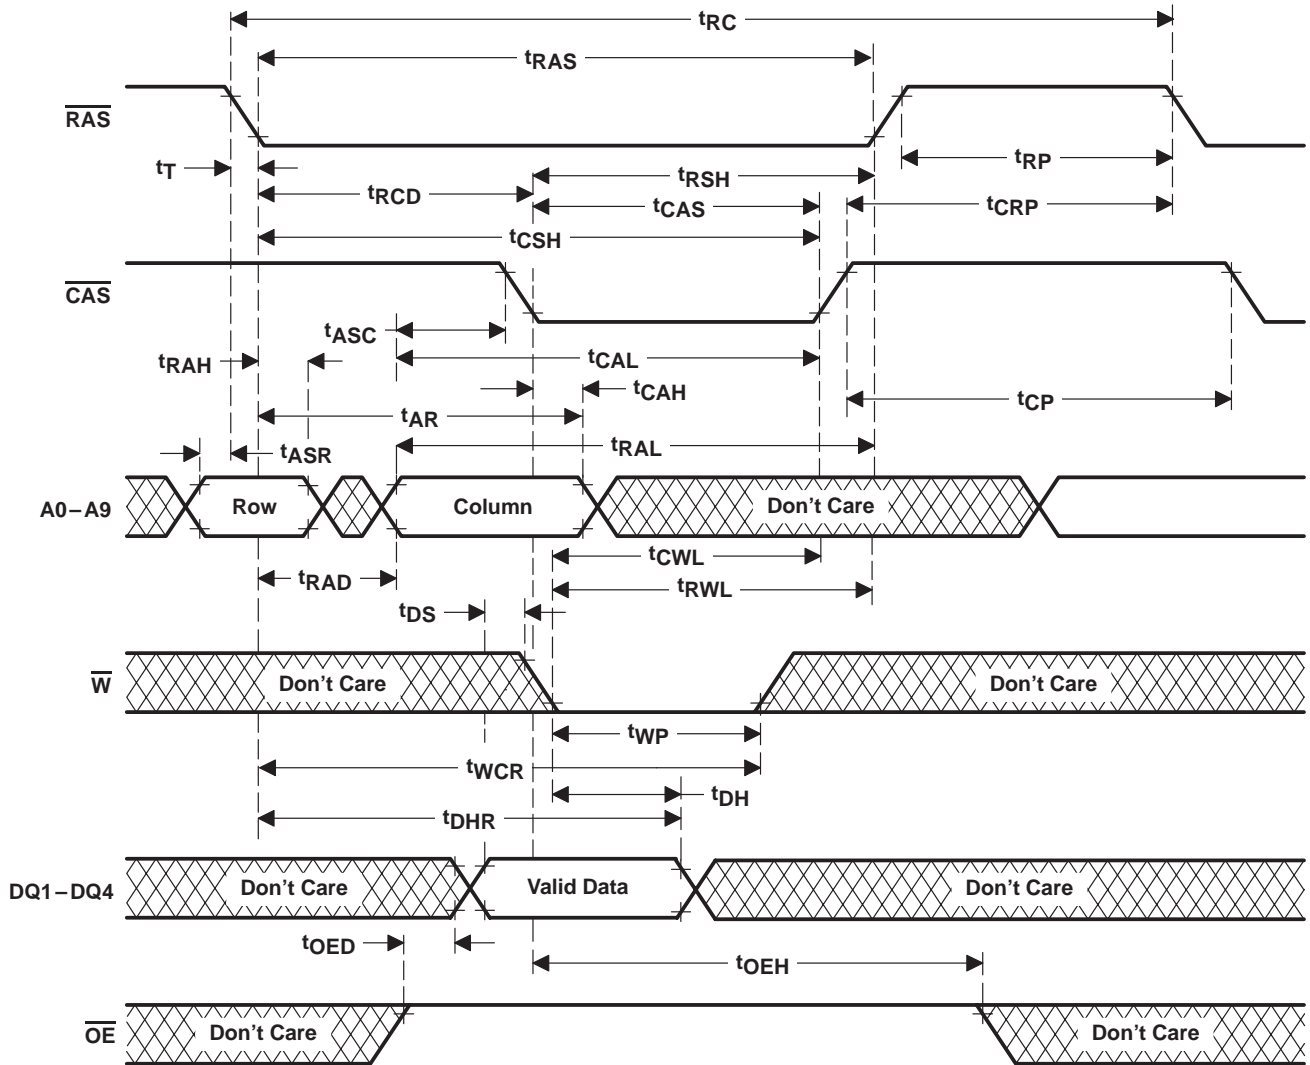 tRC
tRAS
RAS
tT
tRP
tRSH
tRCD
tCAS
tCRP
tCSH
CAS
tASC
tRAH
tCAL
tCAH
tCP
tAR
tASR
tRAL
A0–A9
Row
Column
Don't Care
tCWL
tRAD
tRWL
tDS
W
Don't Care
Don't Care
tWP
tWCR
tDH
tDHR
DQ1–DQ4
Don't Care
Valid Data
Don't Care
tOED
tOEH
OE
Don't Care
Don't Care